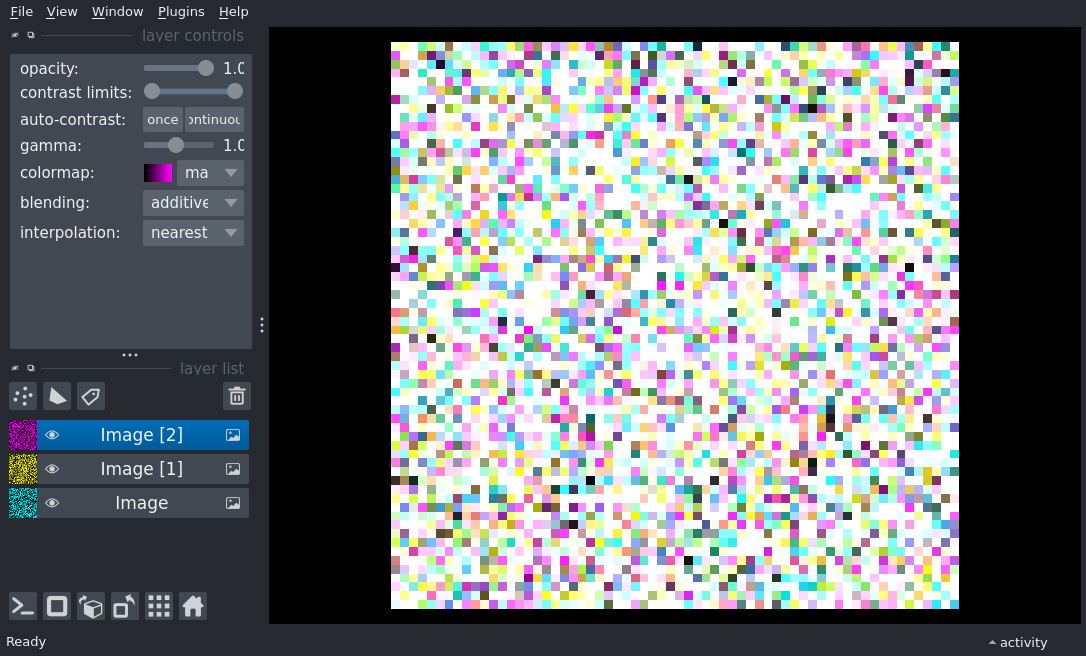 File View Window Plugins Help
layer controls
opacity: 1.0
contrast limits:
auto-contrast: once ontinuou
gamma: 1.0
colormap: ma
blending: additive
interpolation: nearest
layer list
Image [2]
Image [1]
Image
Ready
activity